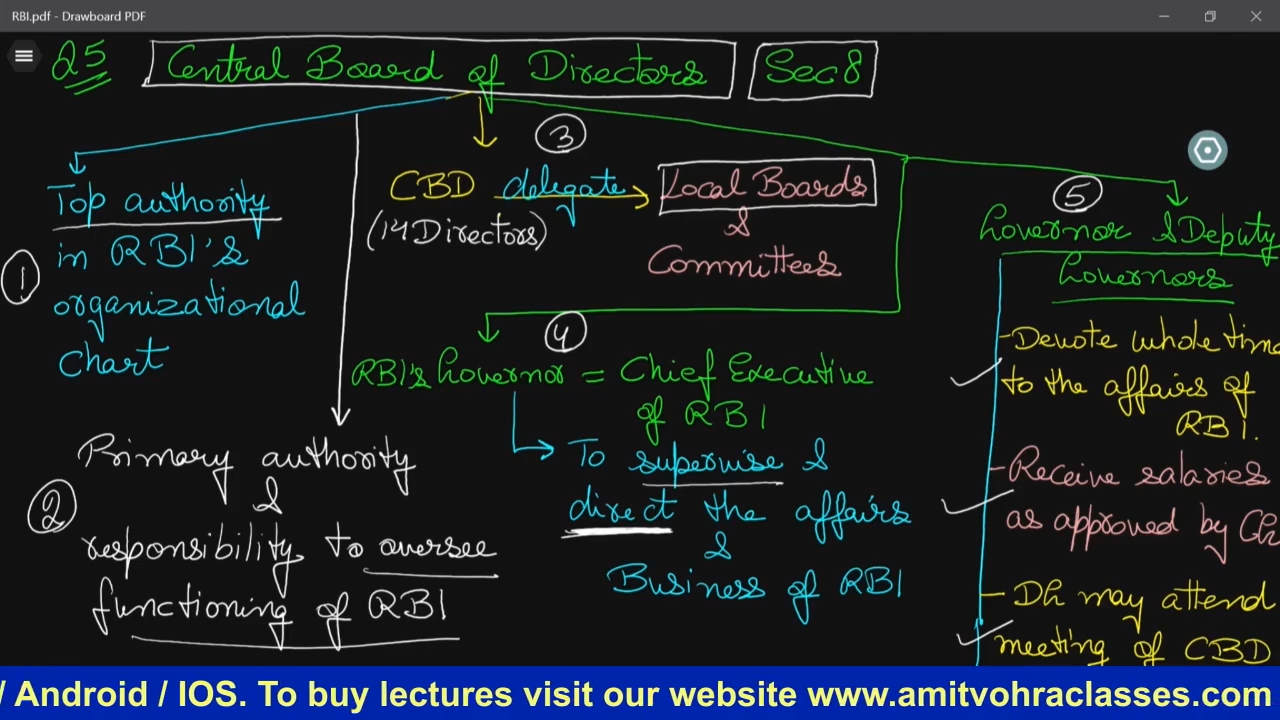 RBI.pdf - Drawboard PDF
25 Central Board of Directors Sec 8
Top authority
in RBI's
organizational
chart
1
Primary authority
&
responsibility to oversee
functioning of RBI
2
3
CBD delegate Local Boards
(14 Directors) &
Committees
4
RBI's Governor = Chief Executive
of RBI
To supervise &
direct the affairs
&
Business of RBI
5
Governor & Deputy
Governors
- Devote whole time
to the affairs of
RBI.
- Receive salaries
as approved by
- DG may attend
meeting of CBD
/ Android / IOS. To buy lectures visit our website www.amitvohraclasses.com